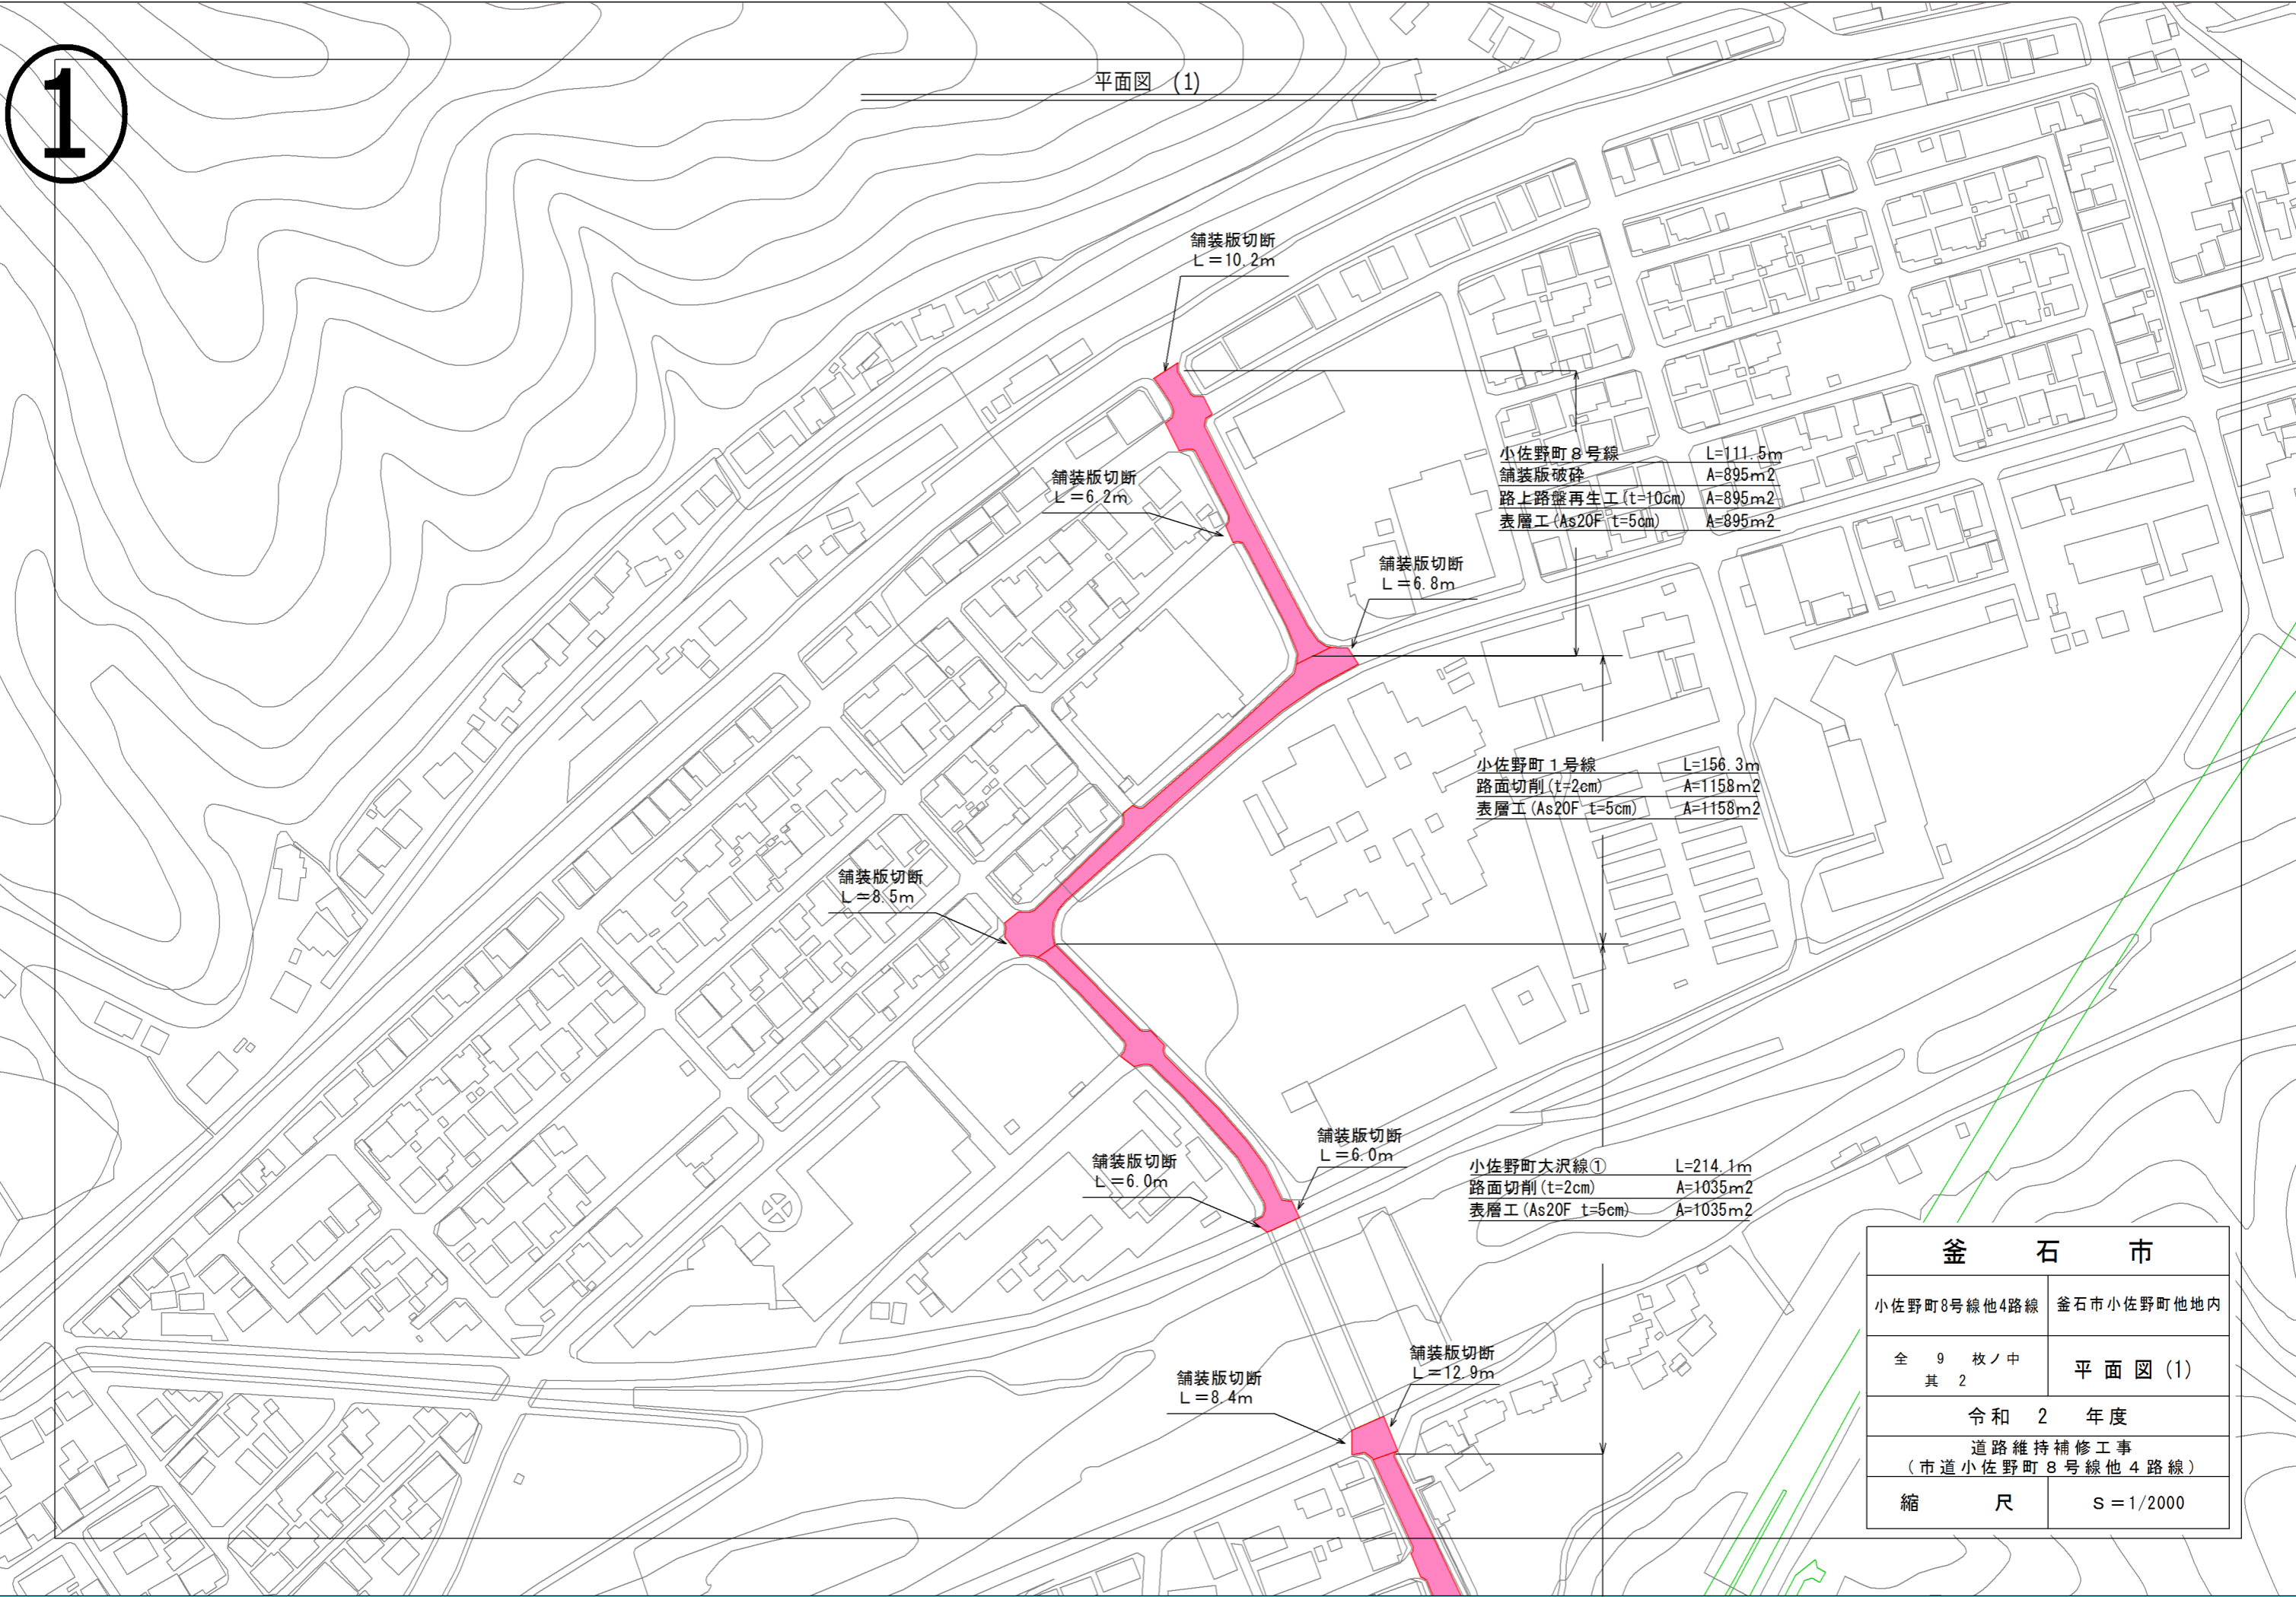 ①
平面図 (1)
舗装版切断
L=10.2m
舗装版切断
L=6.2m
小佐野町8号線 L=111.5m
舗装版破砕 A=895m2
路上路盤再生工(t=10cm) A=895m2
表層工(As20F t=5cm) A=895m2
舗装版切断
L=6.8m
小佐野町1号線 L=156.3m
路面切削(t=2cm) A=1158m2
表層工(As20F t=5cm) A=1158m2
舗装版切断
L=8.5m
舗装版切断
L=6.0m
舗装版切断
L=6.0m
小佐野町大沢線① L=214.1m
路面切削(t=2cm) A=1035m2
表層工(As20F t=5cm) A=1035m2
舗装版切断
L=12.9m
舗装版切断
L=8.4m
釜石市
小佐野町8号線他4路線 釜石市小佐野町他地内
全 9 枚ノ中
其 2
平面図(1)
令和 2 年度
道路維持補修工事
(市道小佐野町8号線他4路線)
縮尺 S=1/2000